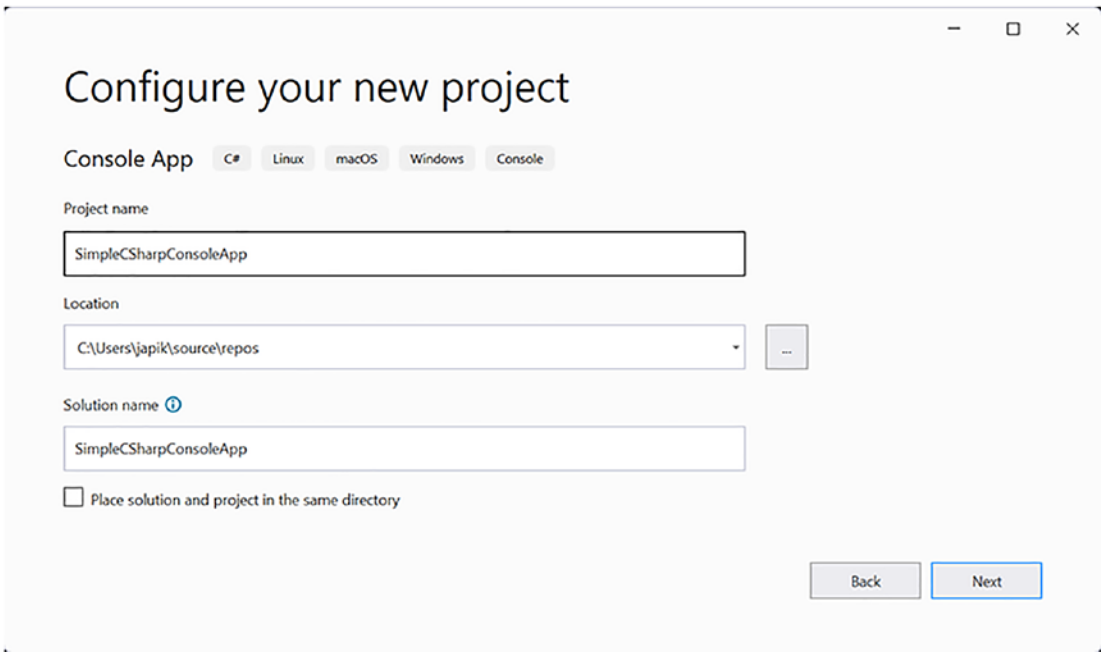 Configure your new project
Console App C# Linux macOS Windows Console
Project name
SimpleCSharpConsoleApp
Location
C:\Users\japik\source\repos
...
Solution name
SimpleCSharpConsoleApp
Place solution and project in the same directory
Back Next